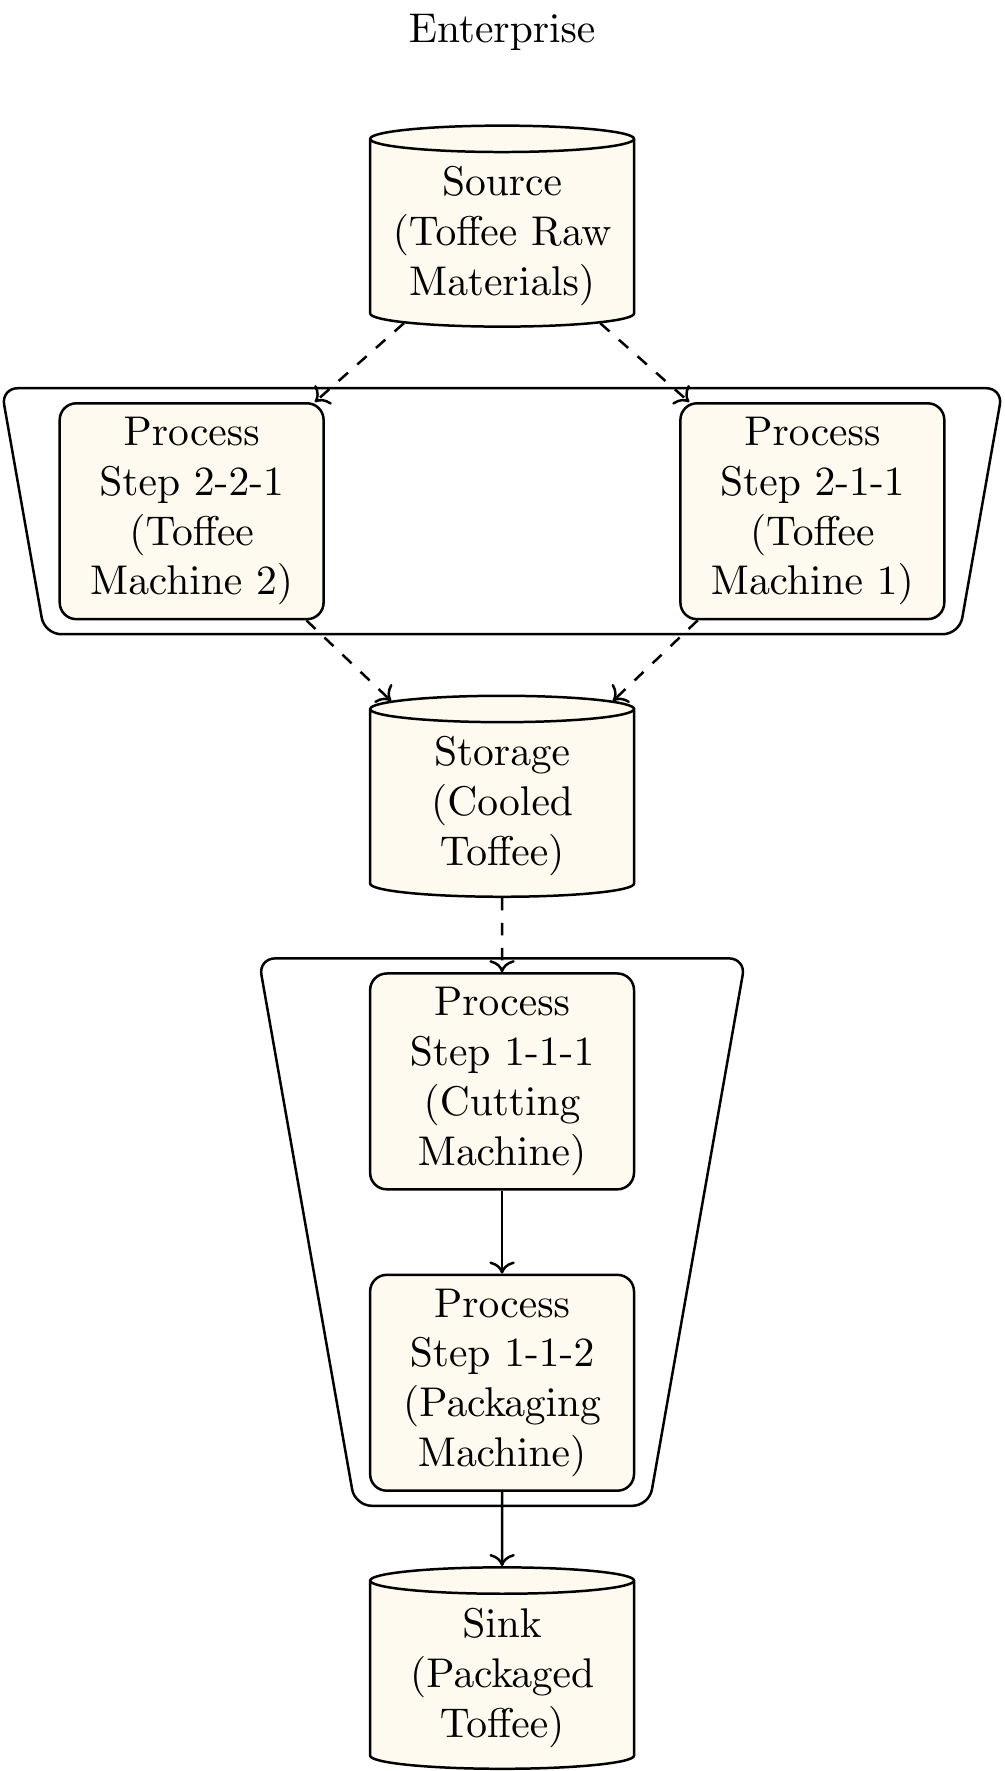 Enterprise
Source
(Toffee Raw
Materials)
Process
Step 2-2-1
(Toffee
Machine 2)
Process
Step 2-1-1
(Toffee
Machine 1)
Storage
(Cooled
Toffee)
Process
Step 1-1-1
(Cutting
Machine)
Process
Step 1-1-2
(Packaging
Machine)
Sink
(Packaged
Toffee)